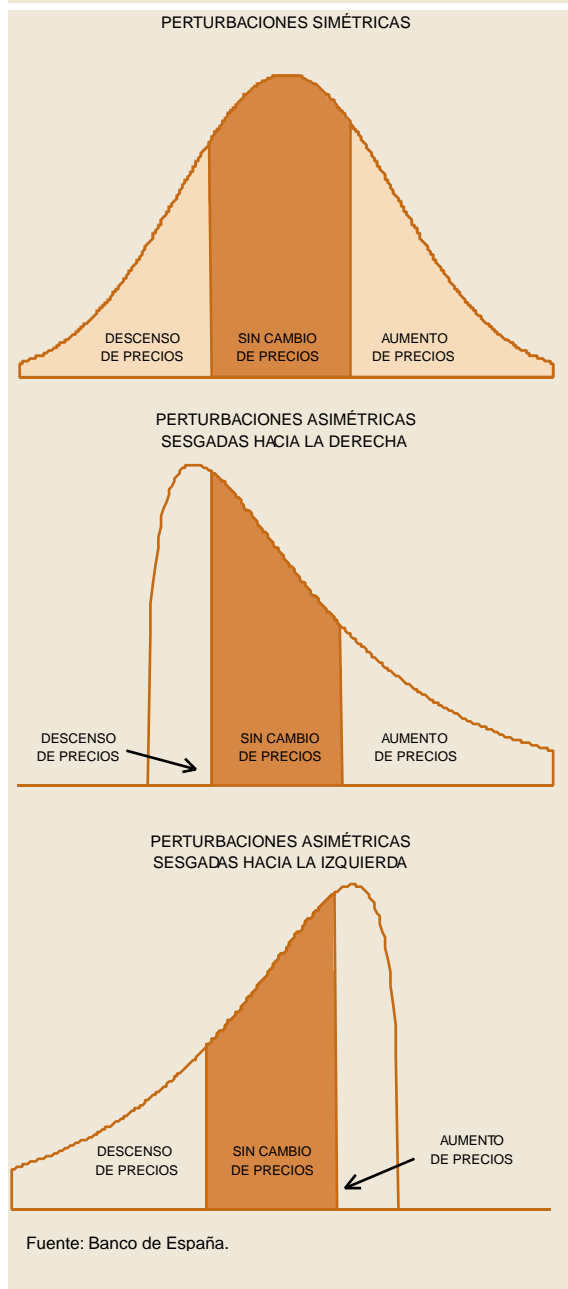 PERTURBACIONES SIMÉTRICAS
DESCENSO
DE PRECIOS
SIN CAMBIO
DE PRECIOS
AUMENTO
DE PRECIOS
PERTURBACIONES ASIMÉTRICAS
SESGADAS HACIA LA DERECHA
DESCENSO
DE PRECIOS
SIN CAMBIO
DE PRECIOS
AUMENTO
DE PRECIOS
PERTURBACIONES ASIMÉTRICAS
SESGADAS HACIA LA IZQUIERDA
DESCENSO
DE PRECIOS
SIN CAMBIO
DE PRECIOS
AUMENTO
DE PRECIOS
Fuente: Banco de España.